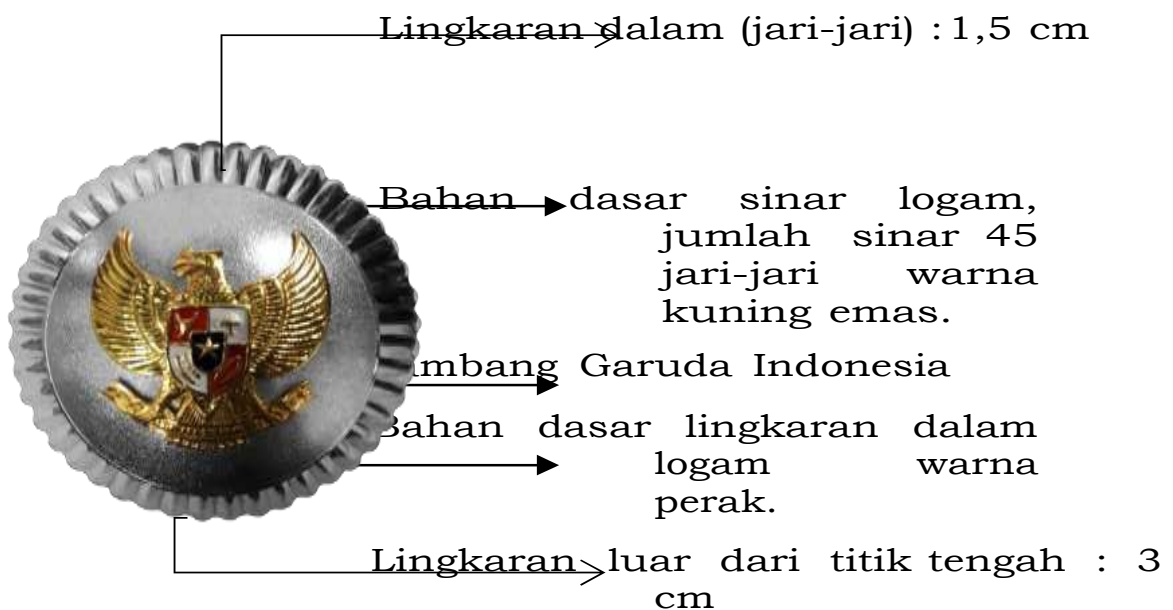 Lingkaran dalam (jari-jari) : 1,5 cm
Bahan dasar sinar logam,
jumlah sinar 45
jari-jari warna
kuning emas.
mbang Garuda Indonesia
Bahan dasar lingkaran dalam
logam warna
perak.
Lingkaran luar dari titik tengah : 3
cm